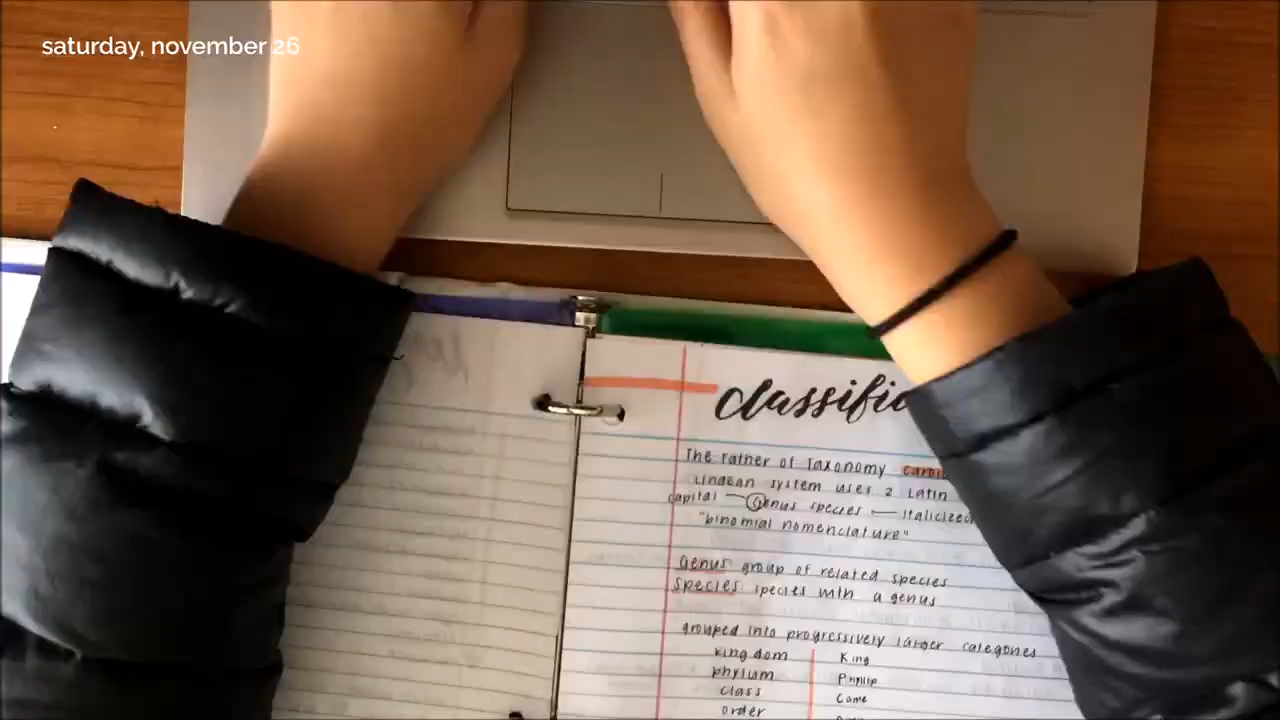 saturday, november 26
classific
The Father of Taxonomy
Linnean system uses 2 Latin
capital — Genus species — italicized
"binomial nomenclature"
Genus group of related species
Species species with a genus
grouped into progressively larger categories
kingdom King
phylum Phillip
class Came
order